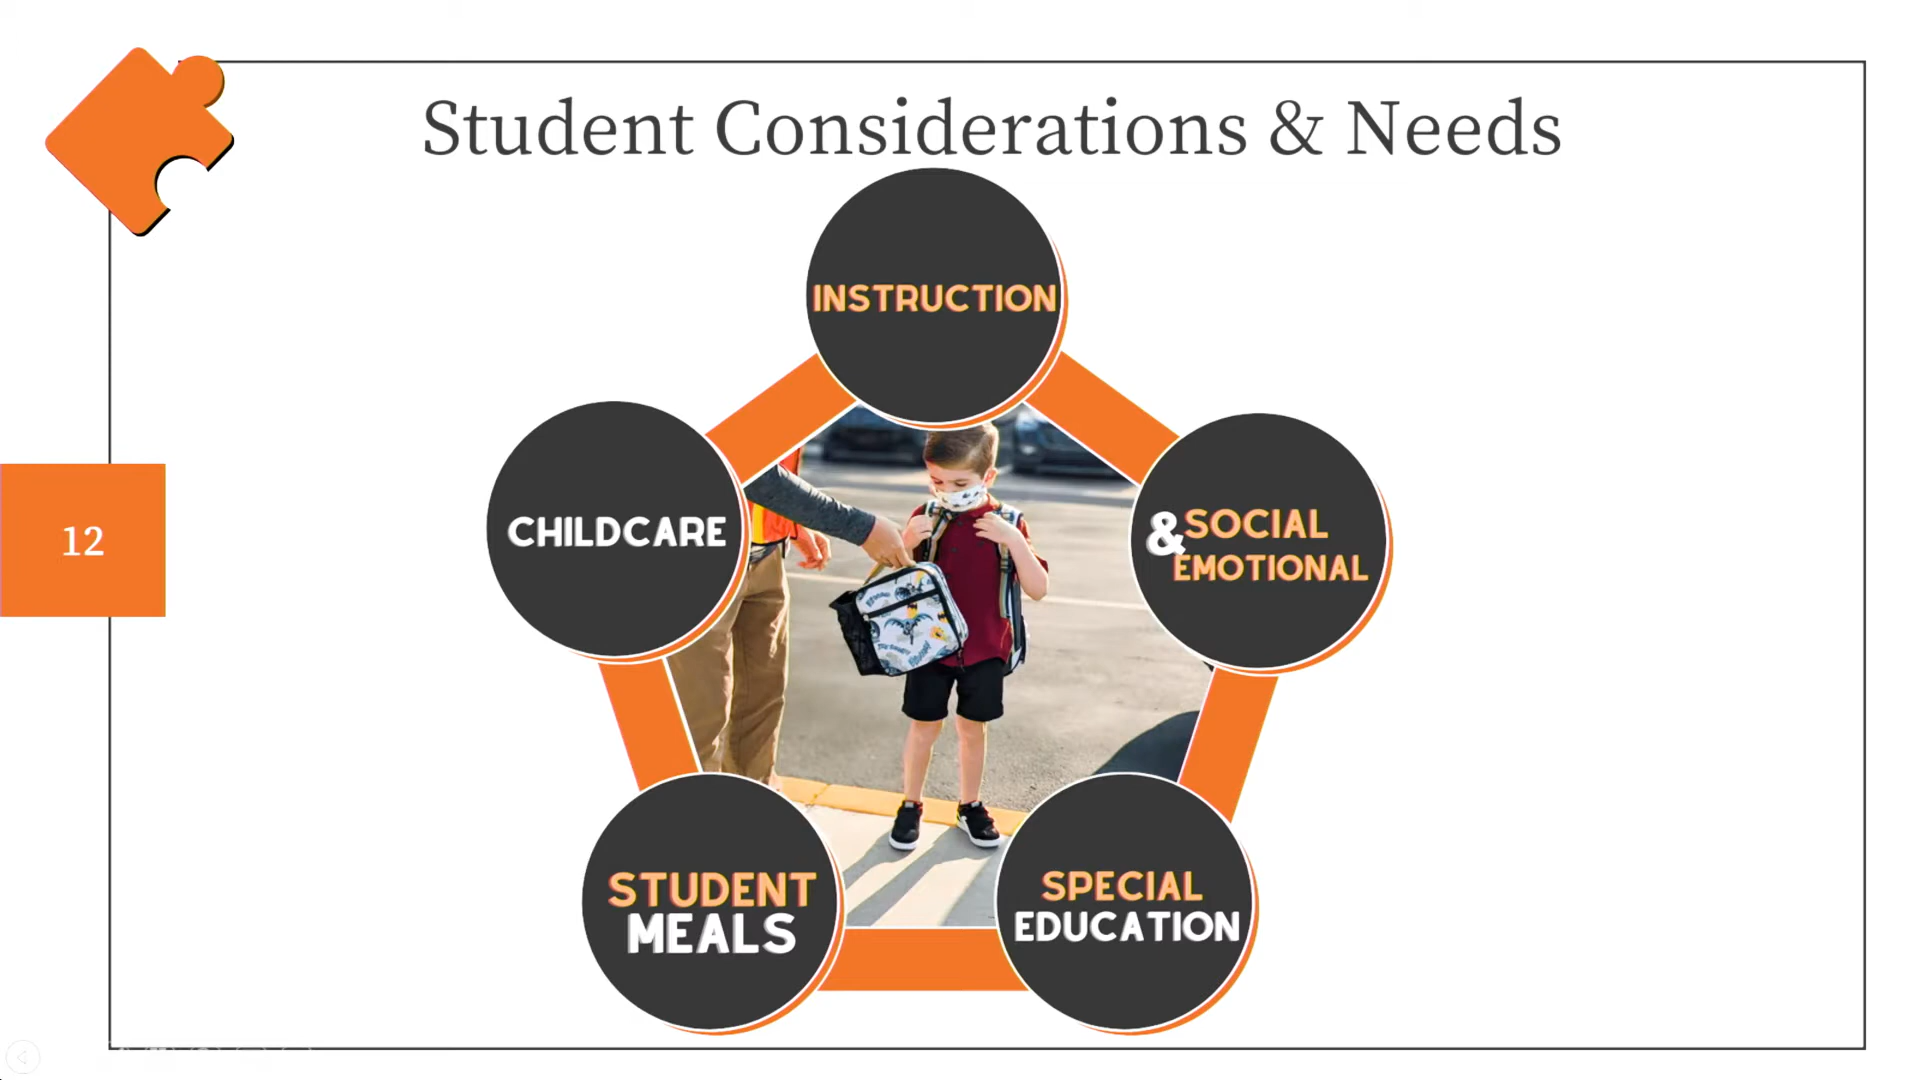 Student Considerations & Needs
INSTRUCTION
CHILDCARE
& SOCIAL
EMOTIONAL
12
STUDENT
MEALS
SPECIAL
EDUCATION